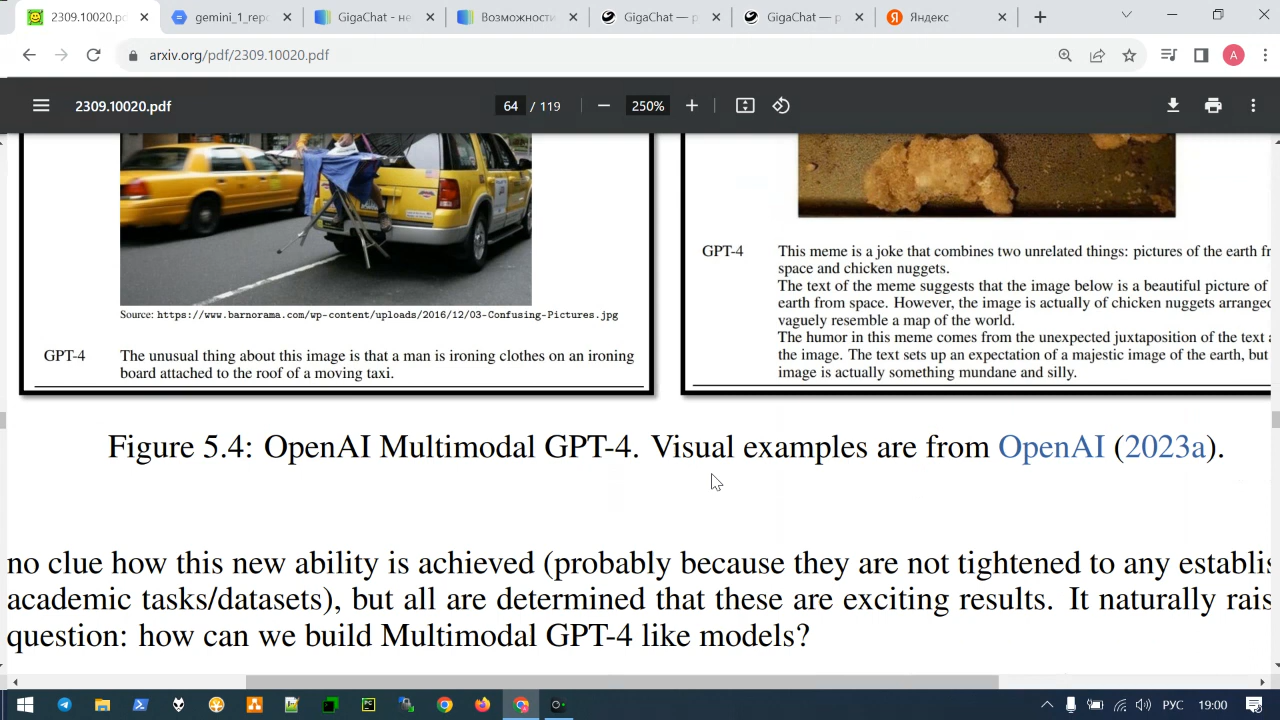 2309.10020.pd
gemini_1_repo
GigaChat - не
Возможности
GigaChat — р
GigaChat — р
Яндекс
arxiv.org/pdf/2309.10020.pdf
A
2309.10020.pdf
64 / 119
250%
GPT-4 This meme is a joke that combines two unrelated things: pictures of the earth fr
space and chicken nuggets.
The text of the meme suggests that the image below is a beautiful picture of
earth from space. However, the image is actually of chicken nuggets arranged
vaguely resemble a map of the world.
The humor in this meme comes from the unexpected juxtaposition of the text a
the image. The text sets up an expectation of a majestic image of the earth, but
image is actually something mundane and silly.
Source: https://www.barnorama.com/wp-content/uploads/2016/12/03-Confusing-Pictures.jpg
GPT-4 The unusual thing about this image is that a man is ironing clothes on an ironing
board attached to the roof of a moving taxi.
Figure 5.4: OpenAI Multimodal GPT-4. Visual examples are from OpenAI (2023a).
no clue how this new ability is achieved (probably because they are not tightened to any establis
academic tasks/datasets), but all are determined that these are exciting results. It naturally rais
question: how can we build Multimodal GPT-4 like models?
РУС
19:00